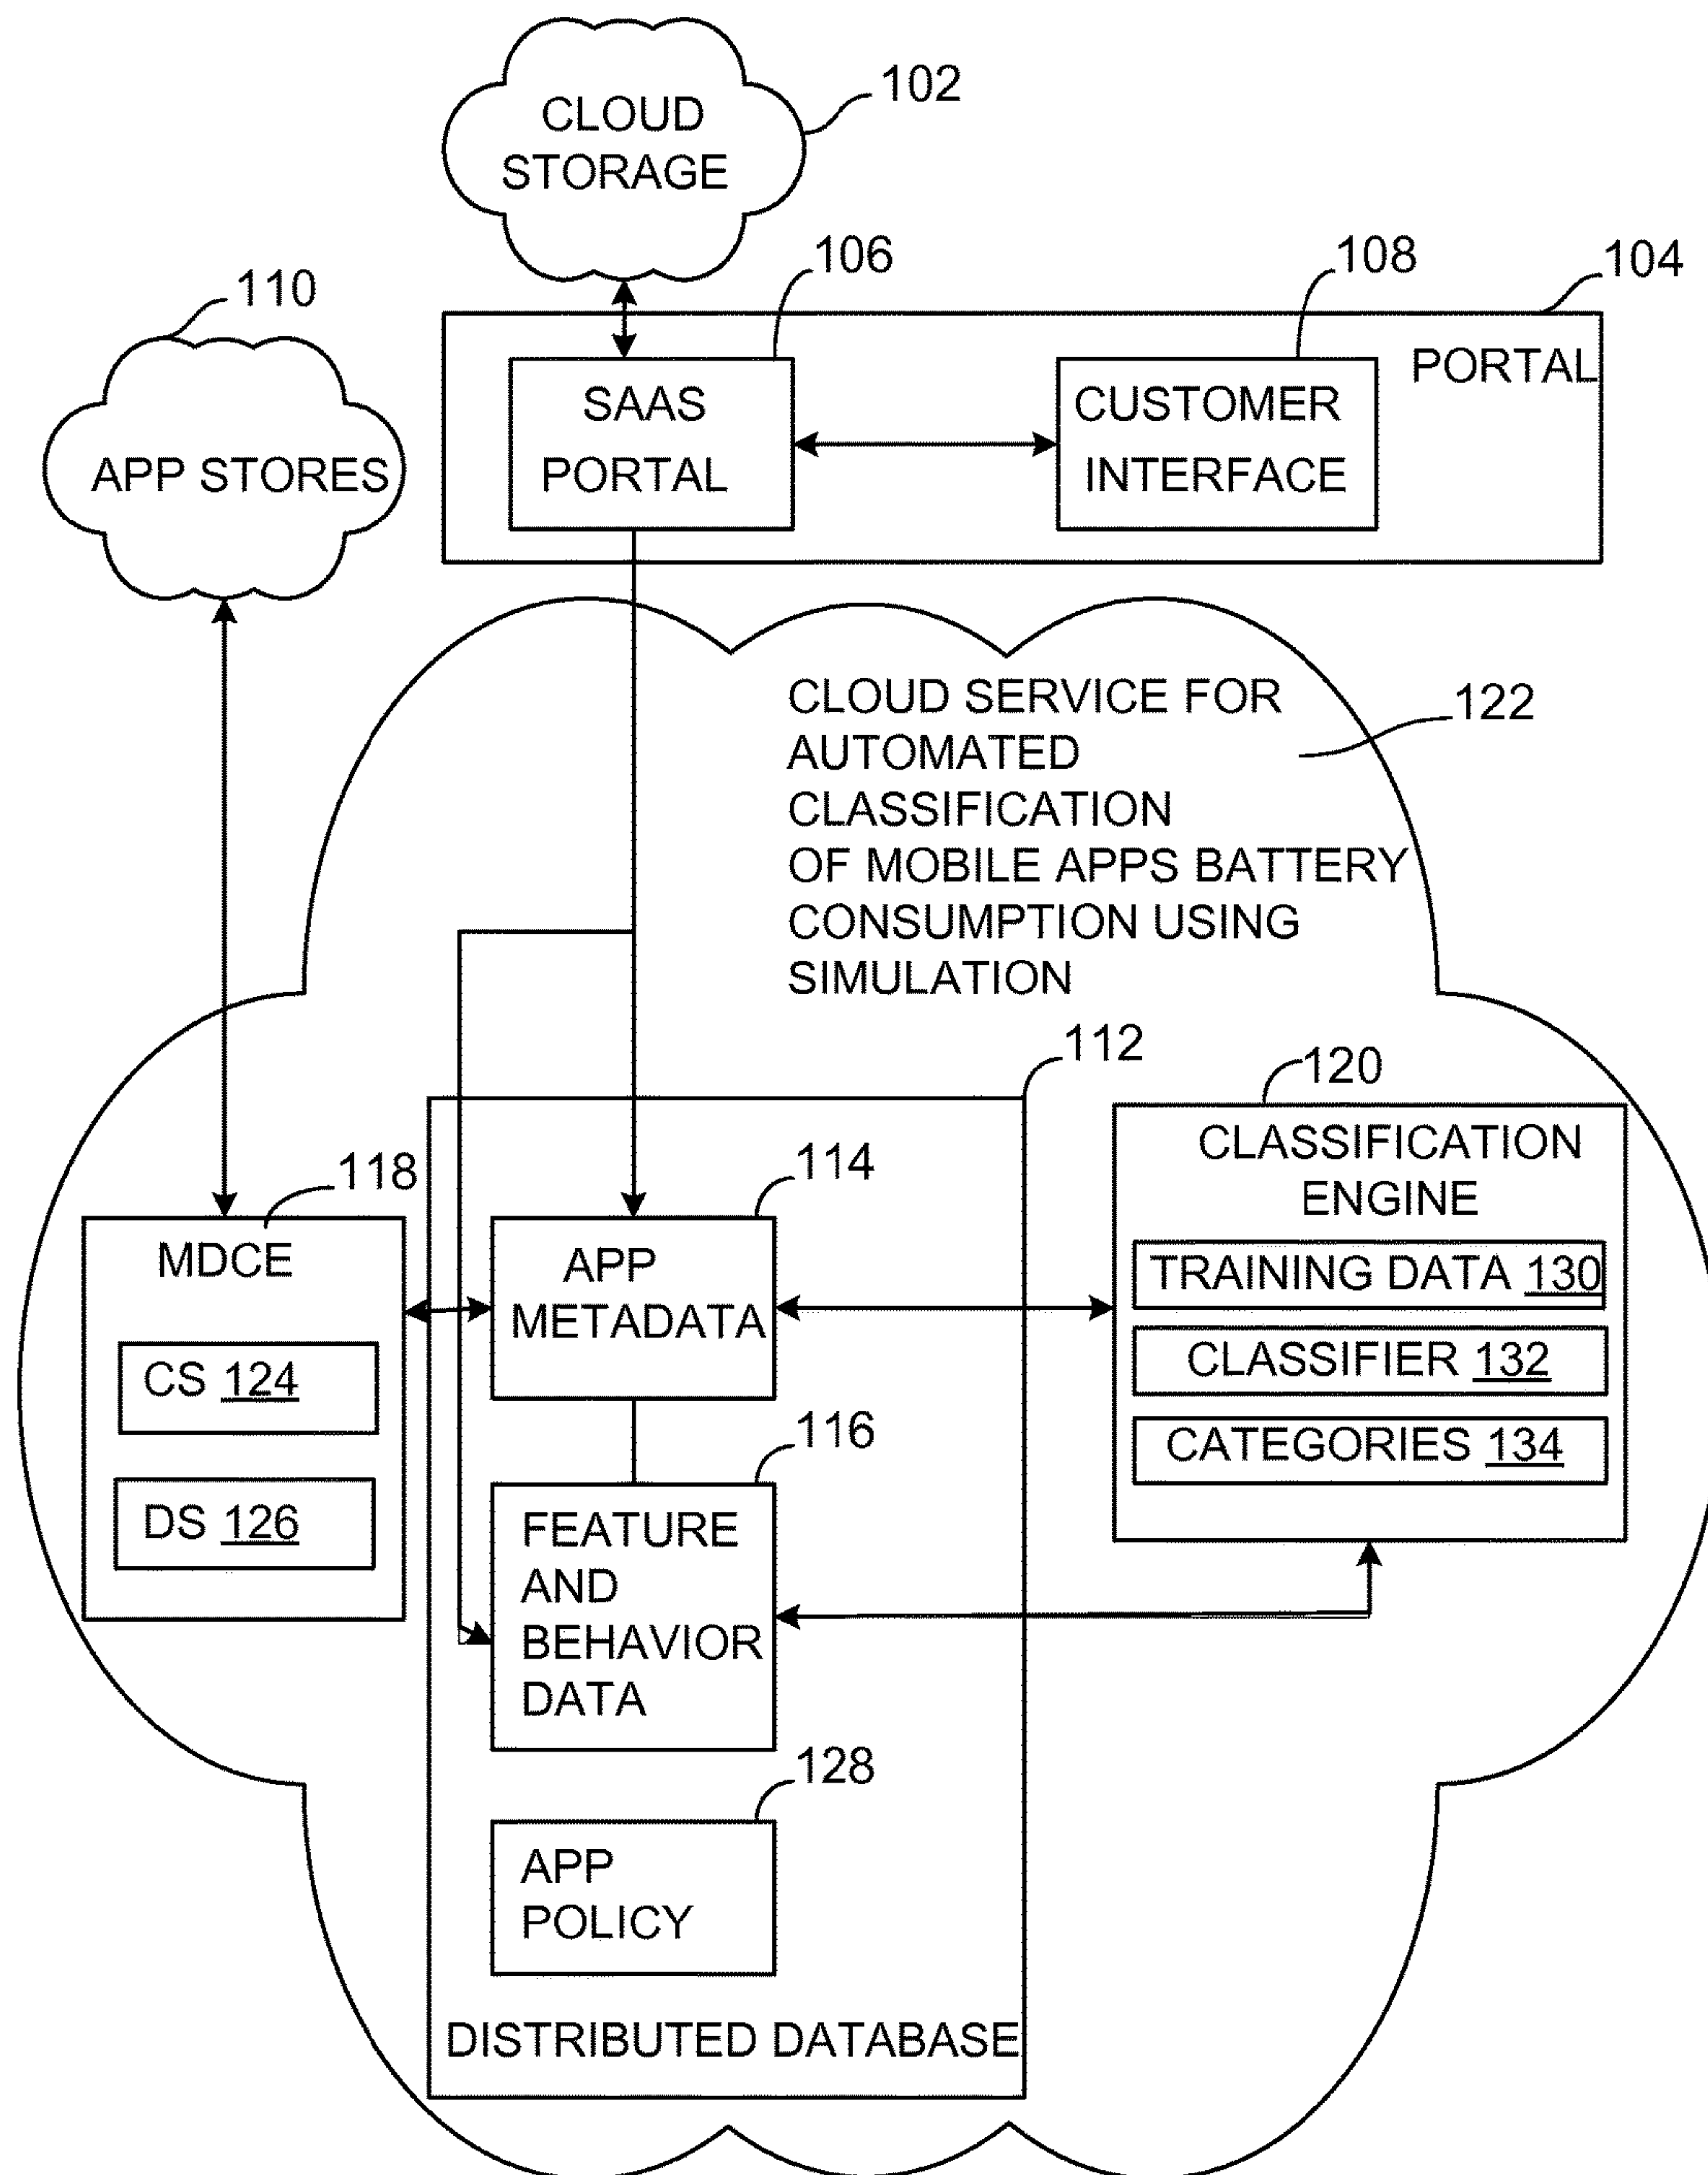 CLOUD
STORAGE
102
106
108
104
110
PORTAL
SAAS
PORTAL
CUSTOMER
INTERFACE
APP STORES
CLOUD SERVICE FOR
AUTOMATED
CLASSIFICATION
OF MOBILE APPS BATTERY
CONSUMPTION USING
SIMULATION
122
112
120
CLASSIFICATION
ENGINE
TRAINING DATA 130
CLASSIFIER 132
CATEGORIES 134
118
MDCE
CS 124
DS 126
114
APP
METADATA
116
FEATURE
AND
BEHAVIOR
DATA
128
APP
POLICY
DISTRIBUTED DATABASE